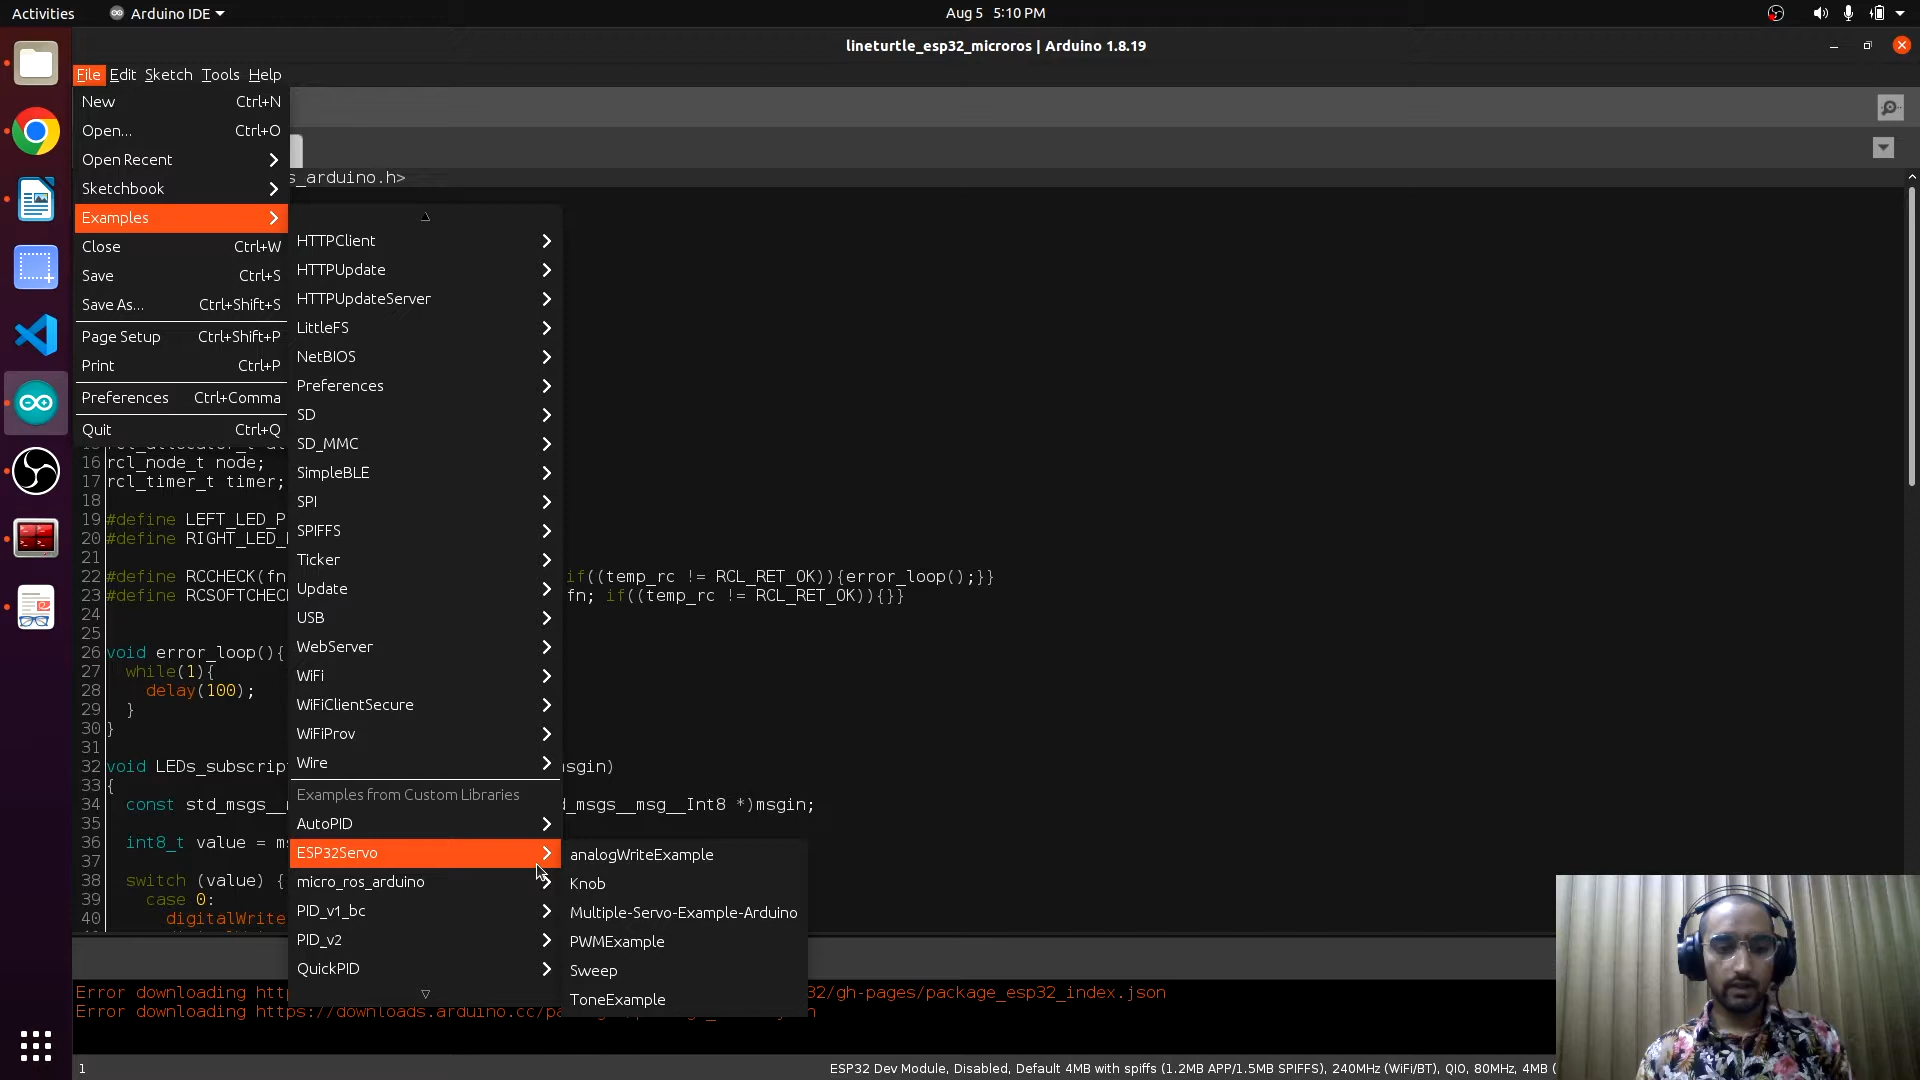 Activities
Arduino IDE
Aug 5 5:10 PM
lineturtle_esp32_microros | Arduino 1.8.19
File Edit Sketch Tools Help
New Ctrl+N
Open... Ctrl+O
Open Recent
Sketchbook
Examples
Close Ctrl+W
Save Ctrl+S
Save As... Ctrl+Shift+S
Page Setup Ctrl+Shift+P
Print Ctrl+P
Preferences Ctrl+Comma
Quit Ctrl+Q
HTTPClient
HTTPUpdate
HTTPUpdateServer
LittleFS
NetBIOS
Preferences
SD
SD_MMC
SimpleBLE
SPI
SPIFFS
Ticker
Update
USB
WebServer
WiFi
WiFiClientSecure
WiFiProv
Wire
Examples from Custom Libraries
AutoPID
ESP32Servo
micro_ros_arduino
PID_v1_bc
PID_v2
QuickPID
analogWriteExample
Knob
Multiple-Servo-Example-Arduino
PWMExample
Sweep
ToneExample
s_arduino.h>
16 rcl_node_t node;
17 rcl_timer_t timer;
18
19 #define LEFT_LED_P
20 #define RIGHT_LED_
21
22 #define RCCHECK(fn if((temp_rc != RCL_RET_OK)){error_loop();}}
23 #define RCSOFTCHEC fn; if((temp_rc != RCL_RET_OK)){}}
24
25
26 void error_loop(){
27 while(1){
28 delay(100);
29 }
30 }
31
32 void LEDs_subscrip sgin)
33 {
34 const std_msgs__ d_msgs__msg__Int8 *)msgin;
35
36 int8_t value = ms
37
38 switch (value) {
39 case 0:
40 digitalWrite
Error downloading htt 32/gh-pages/package_esp32_index.json
Error downloading https://downloads.arduino.cc/pa
1
ESP32 Dev Module, Disabled, Default 4MB with spiffs (1.2MB APP/1.5MB SPIFFS), 240MHz (WiFi/BT), QIO, 80MHz, 4MB (